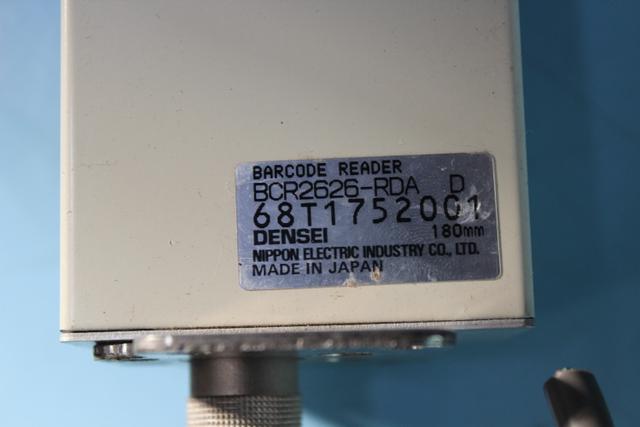 BARCODE READER
BCR2626-RDA D
68T1752001
DENSEI 180mm
NIPPON ELECTRIC INDUSTRY CO., LTD.
MADE IN JAPAN